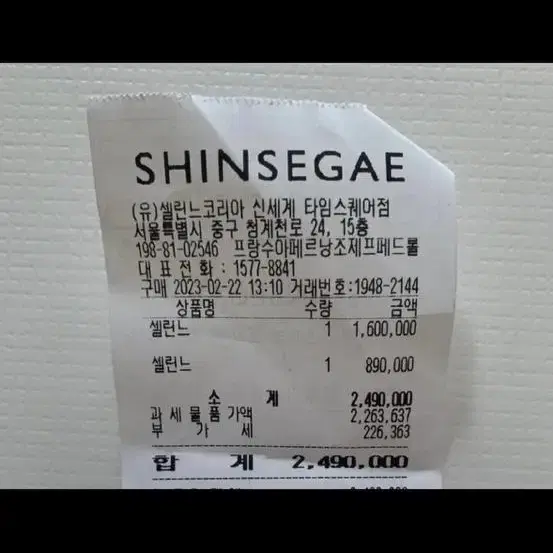 SHINSEGAE
(유)셀린느코리아 신세계 타임스퀘어점
서울특별시 중구 청계천로 24, 15층
198-81-02546 프랑수아페르낭조제프페드롤
대 표 전 화 : 1577-8841
구매 2023-02-22 13:10 거래번호:1948-2144
상품명 수량 금액
셀린느 1 1,600,000
셀린느 1 890,000
소 계 2,490,000
과 세 물 품 가액 2,263,637
부 가 세 226,363
합 계 2,490,000